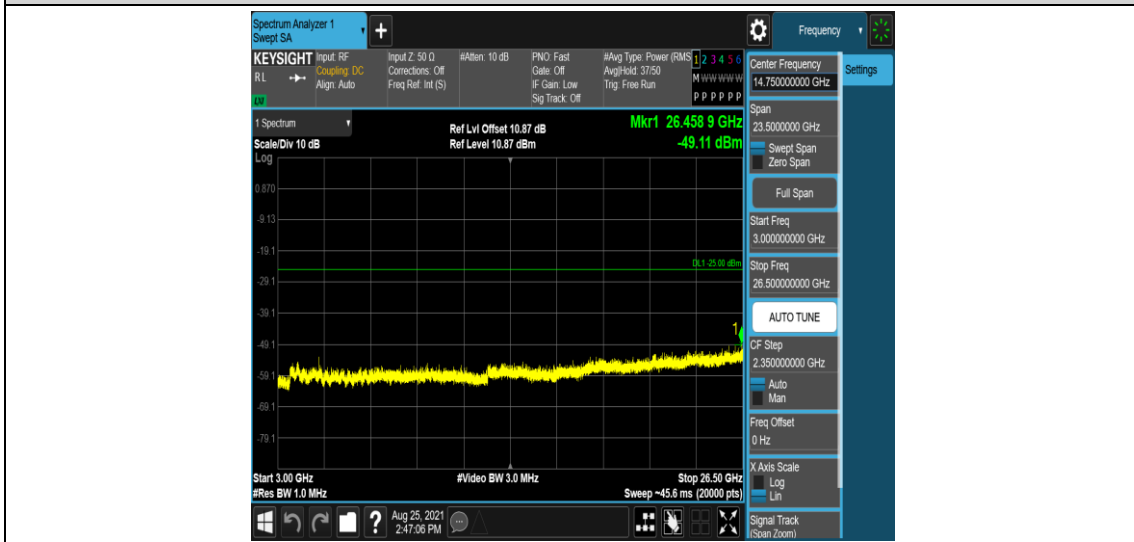 Spectrum Analyzer 1
Swept SA
+
Frequency
KEYSIGHT
RL
LXI
Input: RF
Coupling: DC
Align: Auto
Input Z: 50 Ω
Corrections: Off
Freq Ref: Int (S)
#Atten: 10 dB
PNO: Fast
Gate: Off
IF Gain: Low
Sig Track: Off
#Avg Type: Power (RMS
Avg|Hold: 37/50
Trig: Free Run
1 2 3 4 5 6
M W W W W W
P P P P P P
Center Frequency
14.750000000 GHz
Settings
1 Spectrum
Scale/Div 10 dB
Ref Lvl Offset 10.87 dB
Ref Level 10.87 dBm
Mkr1 26.458 9 GHz
-49.11 dBm
Span
23.5000000 GHz
Swept Span
Zero Span
Full Span
Start Freq
3.000000000 GHz
Stop Freq
26.500000000 GHz
AUTO TUNE
CF Step
2.350000000 GHz
Auto
Man
Freq Offset
0 Hz
X Axis Scale
Log
Lin
Signal Track
(Span Zoom)
Log
0.870
-9.13
-19.1
DL1 -25.00 dBm
-29.1
-39.1
1
-49.1
-59.1
-69.1
-79.1
Start 3.00 GHz
#Video BW 3.0 MHz
Stop 26.50 GHz
#Res BW 1.0 MHz
Sweep ~45.6 ms (20000 pts)
?
Aug 25, 2021
2:47:06 PM